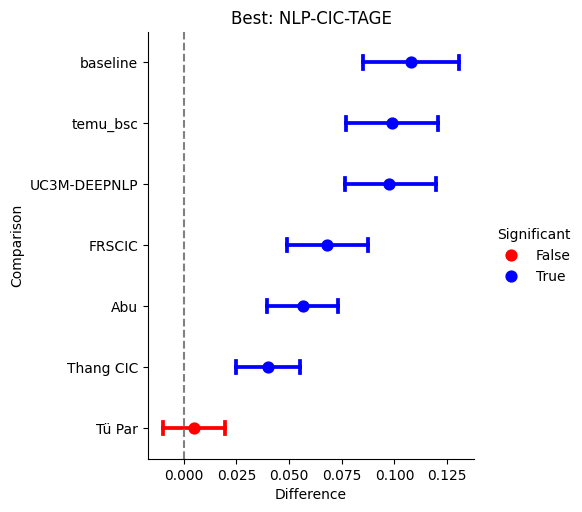 Best: NLP-CIC-TAGE
baseline
temu_bsc
UC3M-DEEPNLP
FRSCIC
Abu
Thang CIC
Tü Par
Comparison
0.000 0.025 0.050 0.075 0.100 0.125
Difference
Significant
False
True